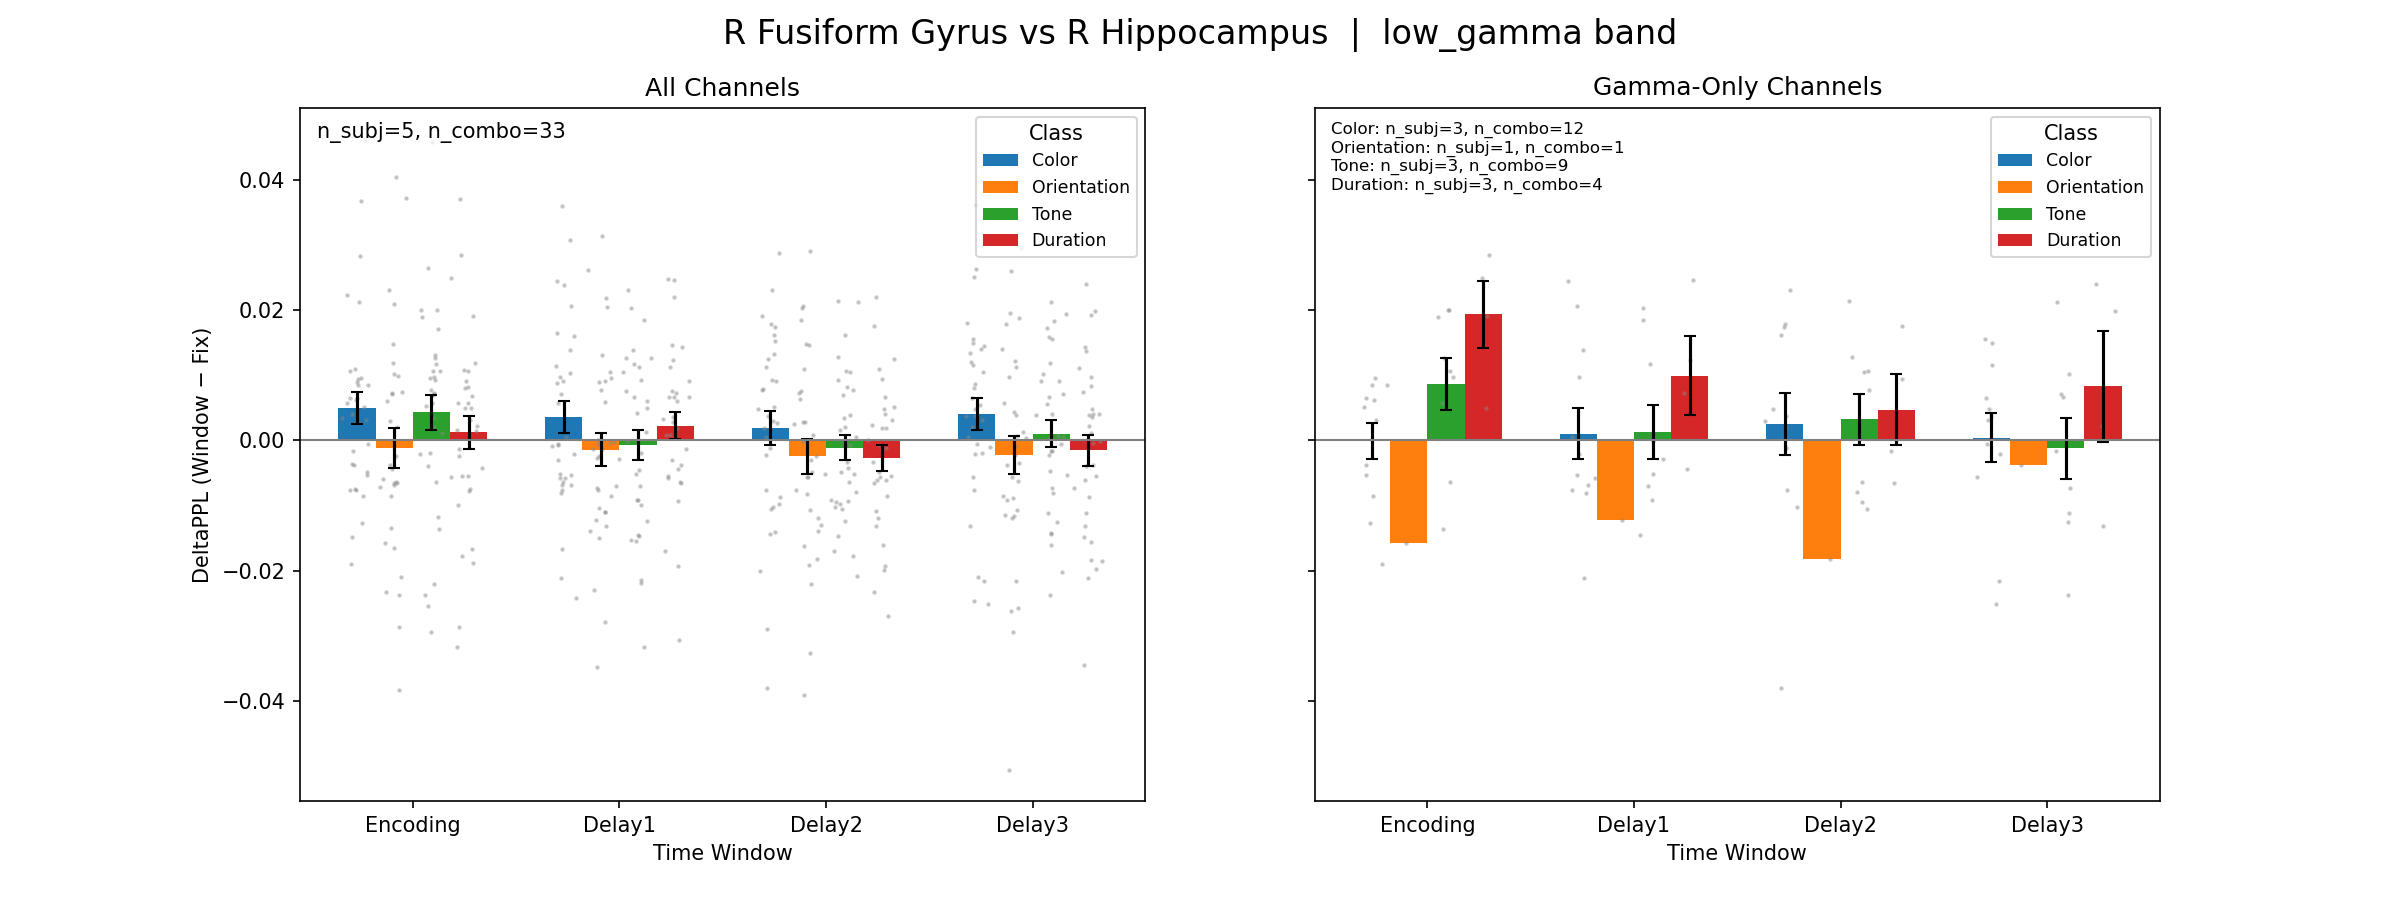 R Fusiform Gyrus vs R Hippocampus | low_gamma band
All Channels
n_subj=5, n_combo=33
Class
Color
Orientation
Tone
Duration
0.04
0.02
0.00
−0.02
−0.04
DeltaPPL (Window − Fix)
Encoding
Delay1
Delay2
Delay3
Time Window
Gamma-Only Channels
Color: n_subj=3, n_combo=12
Orientation: n_subj=1, n_combo=1
Tone: n_subj=3, n_combo=9
Duration: n_subj=3, n_combo=4
Class
Color
Orientation
Tone
Duration
Encoding
Delay1
Delay2
Delay3
Time Window